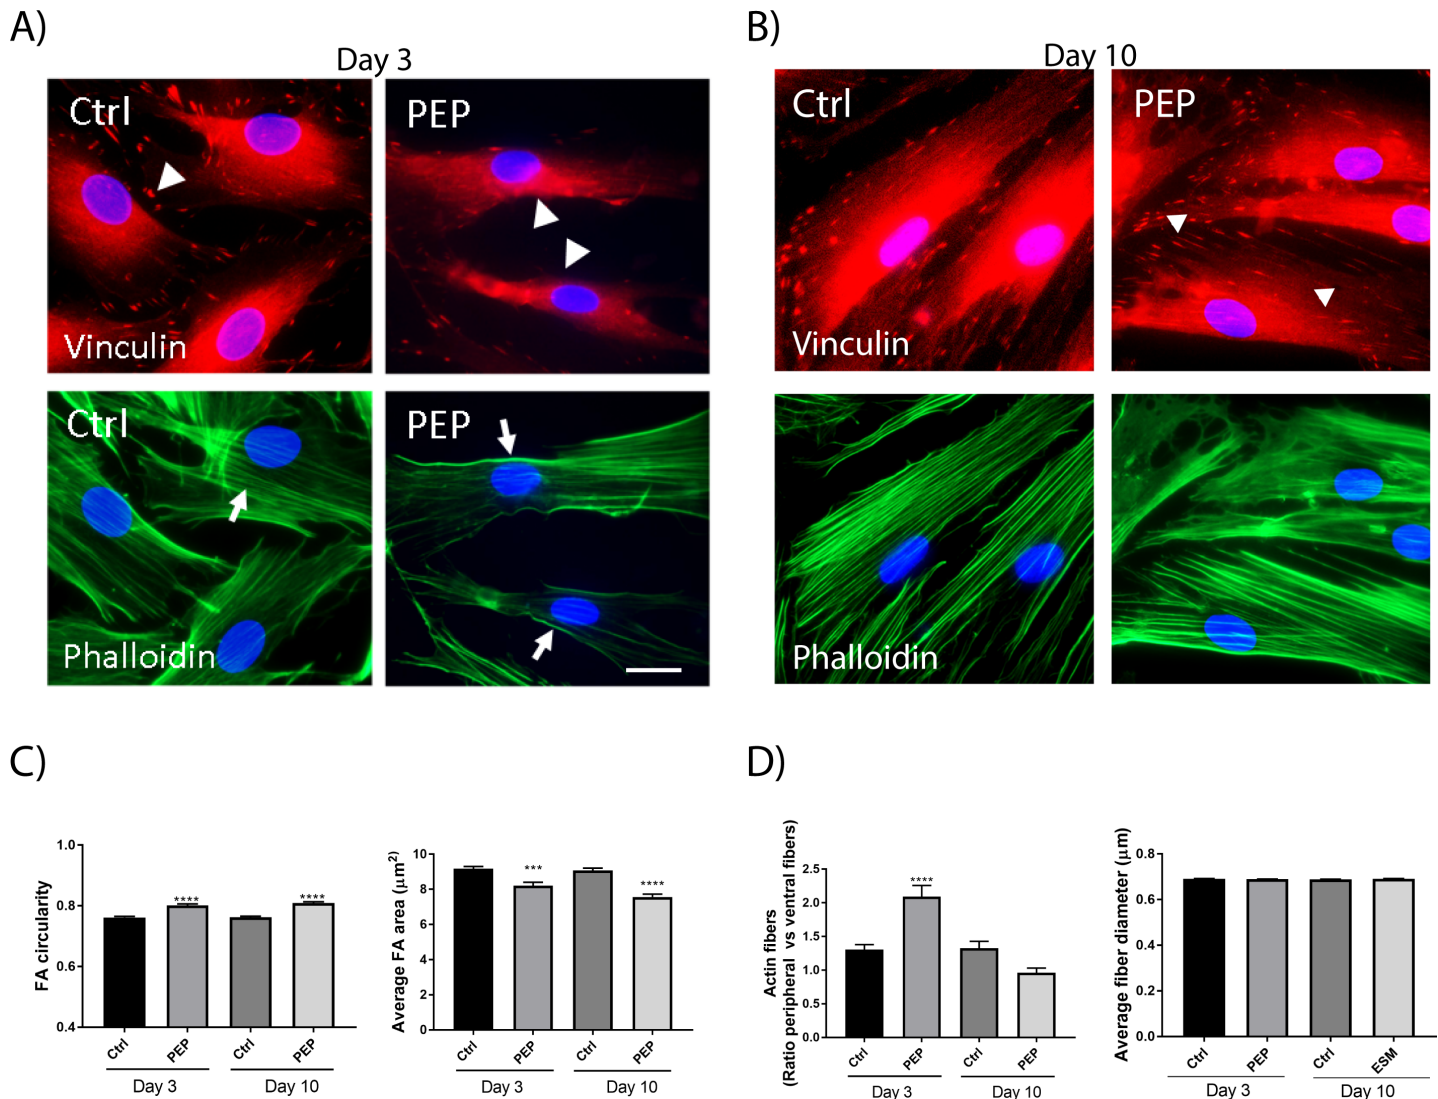 A)
Day 3
Ctrl
PEP
Vinculin
Ctrl
PEP
Phalloidin
B)
Day 10
Ctrl
PEP
Vinculin
Phalloidin
C)
FA circularity
1.0
0.8
0.6
0.4
****
****
Ctrl
PEP
Ctrl
PEP
Day 3
Day 10
Average FA area (μm²)
10
8
6
4
2
0
***
****
Ctrl
PEP
Ctrl
PEP
Day 3
Day 10
D)
Actin fibers
(Ratio peripheral vs ventral fibers)
2.5
2.0
1.5
1.0
0.5
0.0
****
Ctrl
PEP
Ctrl
PEP
Day 3
Day 10
Average fiber diameter (μm)
0.8
0.6
0.4
0.2
0.0
Ctrl
PEP
Ctrl
ESM
Day 3
Day 10